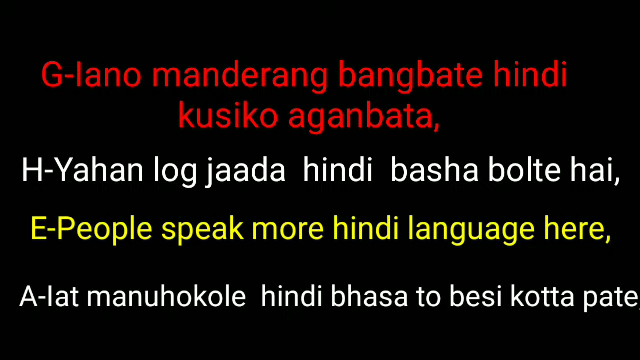 G-Iano manderang bangbate hindi
kusiko aganbata,
H-Yahan log jaada hindi basha bolte hai,
E-People speak more hindi language here,
A-Iat manuhokole hindi bhasa to besi kotta pate,